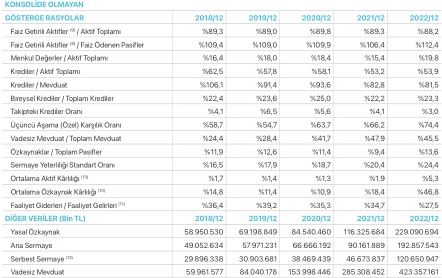 KONSOLİDE OLMAYAN
GÖSTERGE RASYOLAR 2018/12 2019/12 2020/12 2021/12 2022/12
Faiz Getirili Aktifler (9) / Aktif Toplamı %89,3 %89,0 %89,8 %89,3 %88,2
Faiz Getirili Aktifler (9) / Faiz Ödenen Pasifler %109,4 %109,0 %109,9 %106,4 %112,4
Menkul Değerler / Aktif Toplamı %16,4 %18,0 %18,4 %15,4 %19,8
Krediler / Aktif Toplamı %62,5 %57,8 %58,1 %53,2 %53,9
Krediler / Mevduat %106,1 %91,4 %93,6 %82,8 %81,5
Bireysel Krediler / Toplam Krediler %22,4 %23,6 %25,0 %22,2 %23,3
Takipteki Krediler Oranı %4,1 %6,5 %5,6 %4,1 %3,0
Üçüncü Aşama (Özel) Karşılık Oranı %58,7 %54,7 %63,7 %66,2 %74,4
Vadesiz Mevduat / Toplam Mevduat %24,4 %28,4 %41,7 %47,9 %45,5
Özkaynaklar / Toplam Pasifler %11,9 %12,6 %11,4 %9,4 %13,6
Sermaye Yeterliliği Standart Oranı %16,5 %17,9 %18,7 %20,4 %24,4
Ortalama Aktif Kârlılığı (10) %1,7 %1,4 %1,3 %1,9 %5,3
Ortalama Özkaynak Kârlılığı (10) %14,8 %11,4 %10,9 %18,4 %46,8
Faaliyet Giderleri / Faaliyet Gelirleri (11) %36,4 %39,2 %35,3 %34,7 %27,5
DİĞER VERİLER (Bin TL) 2018/12 2019/12 2020/12 2021/12 2022/12
Yasal Özkaynak 58.950.530 69.198.849 84.540.460 116.325.684 229.090.694
Ana Sermaye 49.052.634 57.971.231 66.666.192 90.161.889 192.857.543
Serbest Sermaye (12) 29.896.338 30.903.681 38.469.439 46.673.837 120.650.947
Vadesiz Mevduat 59.961.577 84.040.178 153.998.446 285.308.452 423.357.161